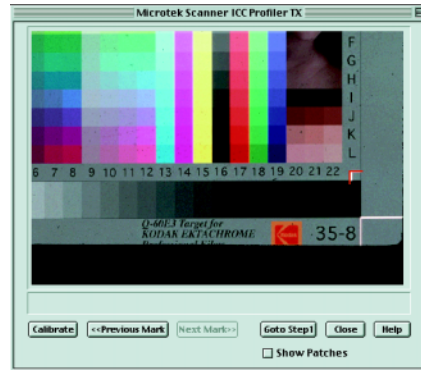 Microtek Scanner ICC Profiler TX
F
G
H
I
J
K
L
6 7 8 9 10 11 12 13 14 15 16 17 18 19 20 21 22
Q-60E3 Target for
KODAK EKTACHROME
Professional Films
35-8
Calibrate <<Previous Mark Next Mark>> Goto Step1 Close Help
Show Patches